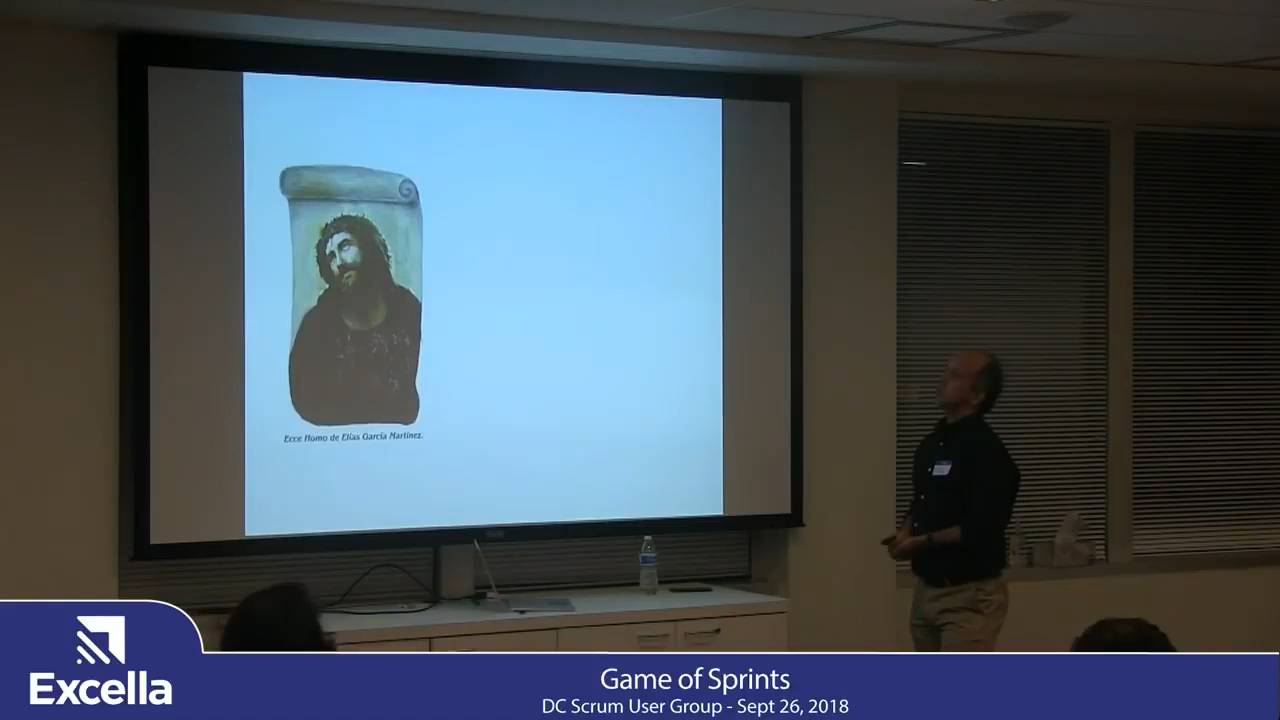 Ecce Homo de Elías García Martínez.
Excella
Game of Sprints
DC Scrum User Group - Sept 26, 2018